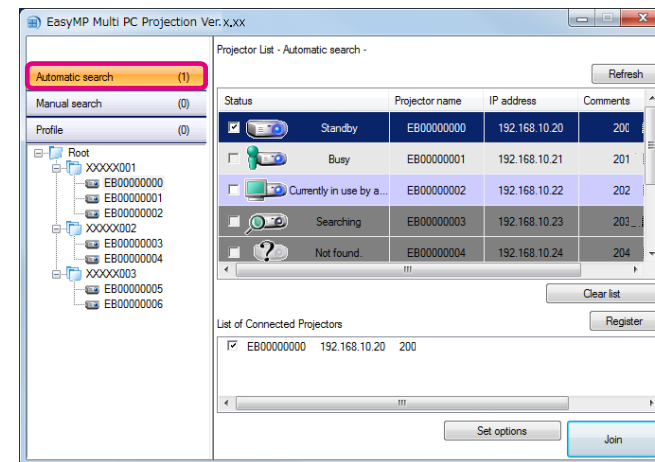 EasyMP Multi PC Projection Ver.x.xx
Projector List - Automatic search -
Automatic search (1)
Refresh
Manual search (0)
Status Projector name IP address Comments
Profile (0)
Standby EB00000000 192.168.10.20 200
Busy EB00000001 192.168.10.21 201
Currently in use by a... EB00000002 192.168.10.22 202
Searching EB00000003 192.168.10.23 203_
Not found. EB00000004 192.168.10.24 204
Root
XXXXX001
EB00000000
EB00000001
EB00000002
XXXXX002
EB00000003
EB00000004
XXXXX003
EB00000005
EB00000006
Clear list
List of Connected Projectors
Register
EB00000000 192.168.10.20 200
Set options
Join